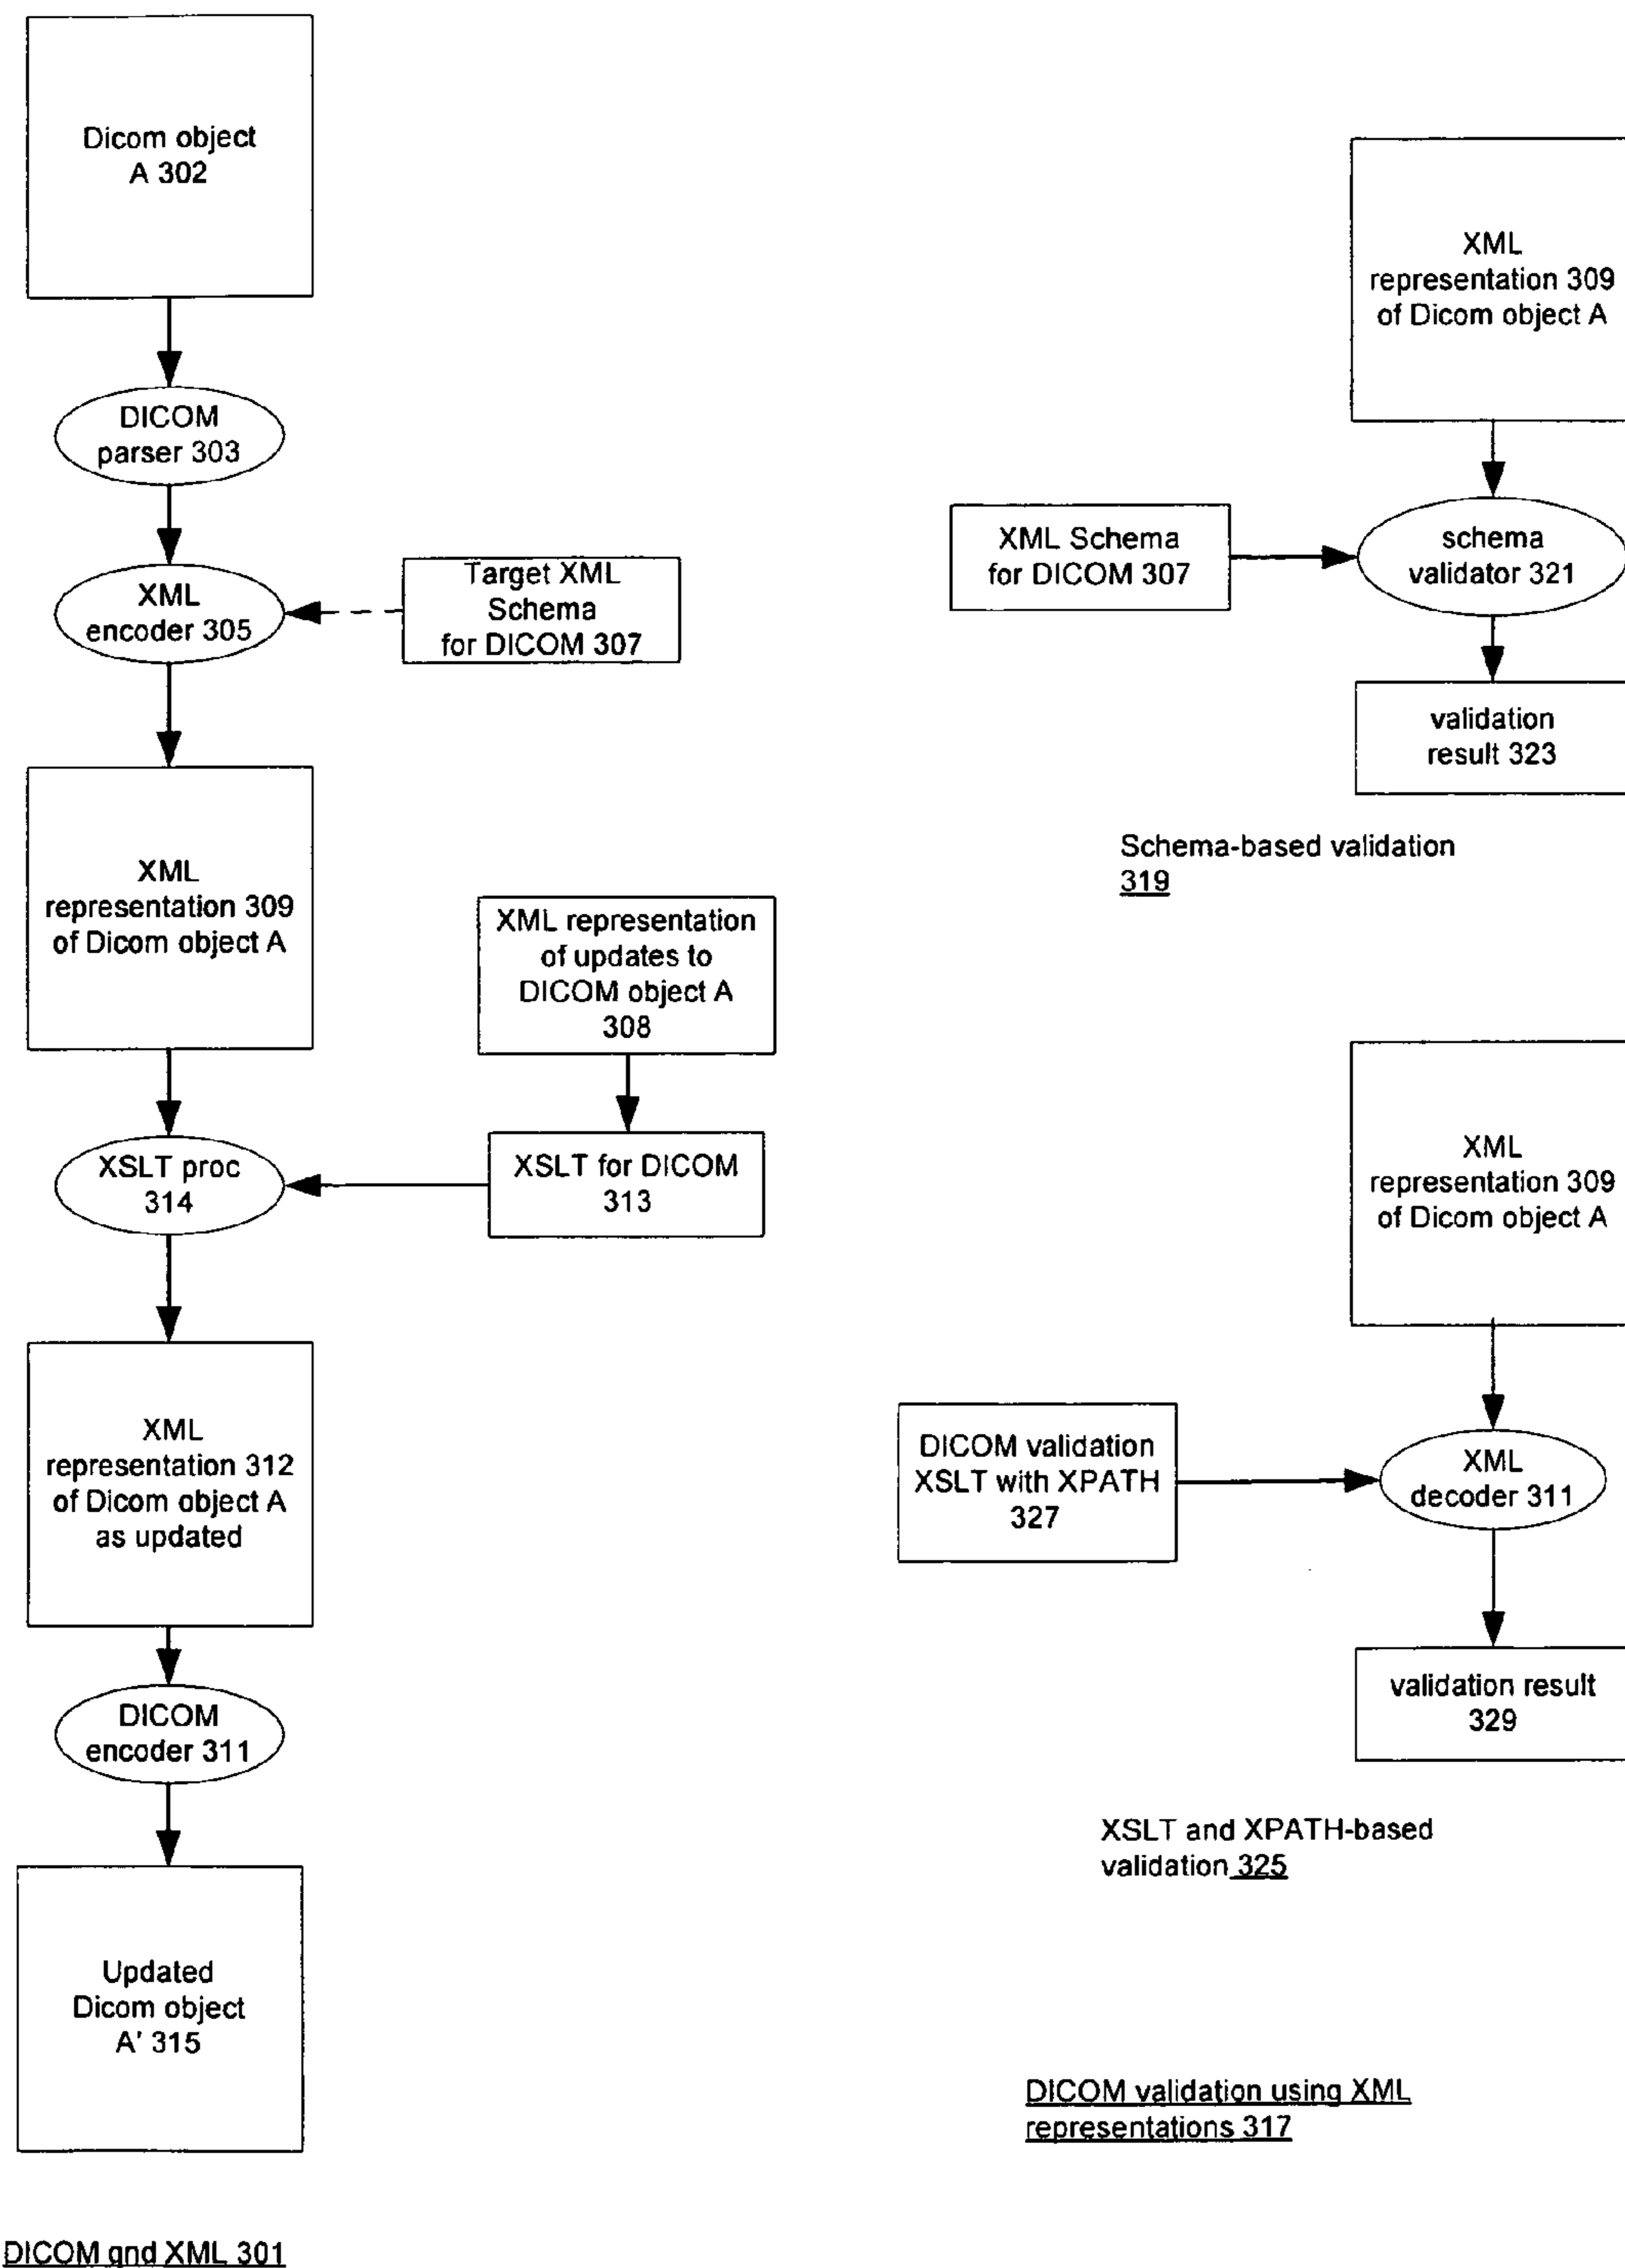 Dicom object
A 302
DICOM
parser 303
XML
encoder 305
Target XML
Schema
for DICOM 307
XML
representation 309
of Dicom object A
XML representation
of updates to
DICOM object A
308
XSLT proc
314
XSLT for DICOM
313
XML
representation 312
of Dicom object A
as updated
DICOM
encoder 311
Updated
Dicom object
A' 315
DICOM and XML 301
XML
representation 309
of Dicom object A
XML Schema
for DICOM 307
schema
validator 321
validation
result 323
Schema-based validation
319
XML
representation 309
of Dicom object A
DICOM validation
XSLT with XPATH
327
XML
decoder 311
validation result
329
XSLT and XPATH-based
validation 325
DICOM validation using XML
representations 317